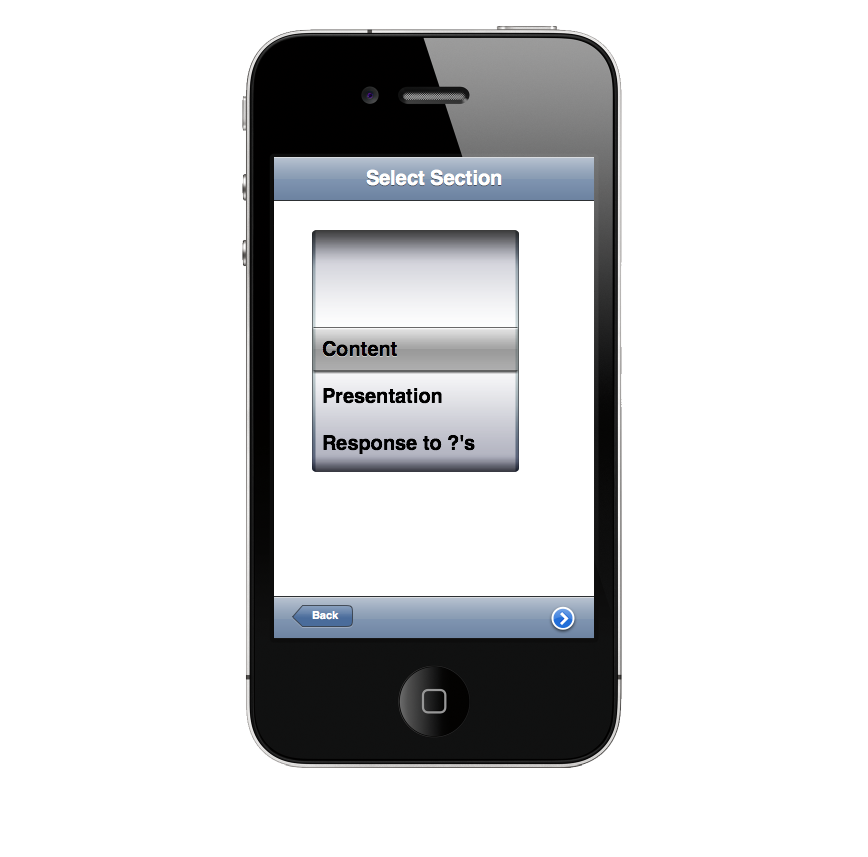 Select Section
Content
Presentation
Response to ?'s
Back